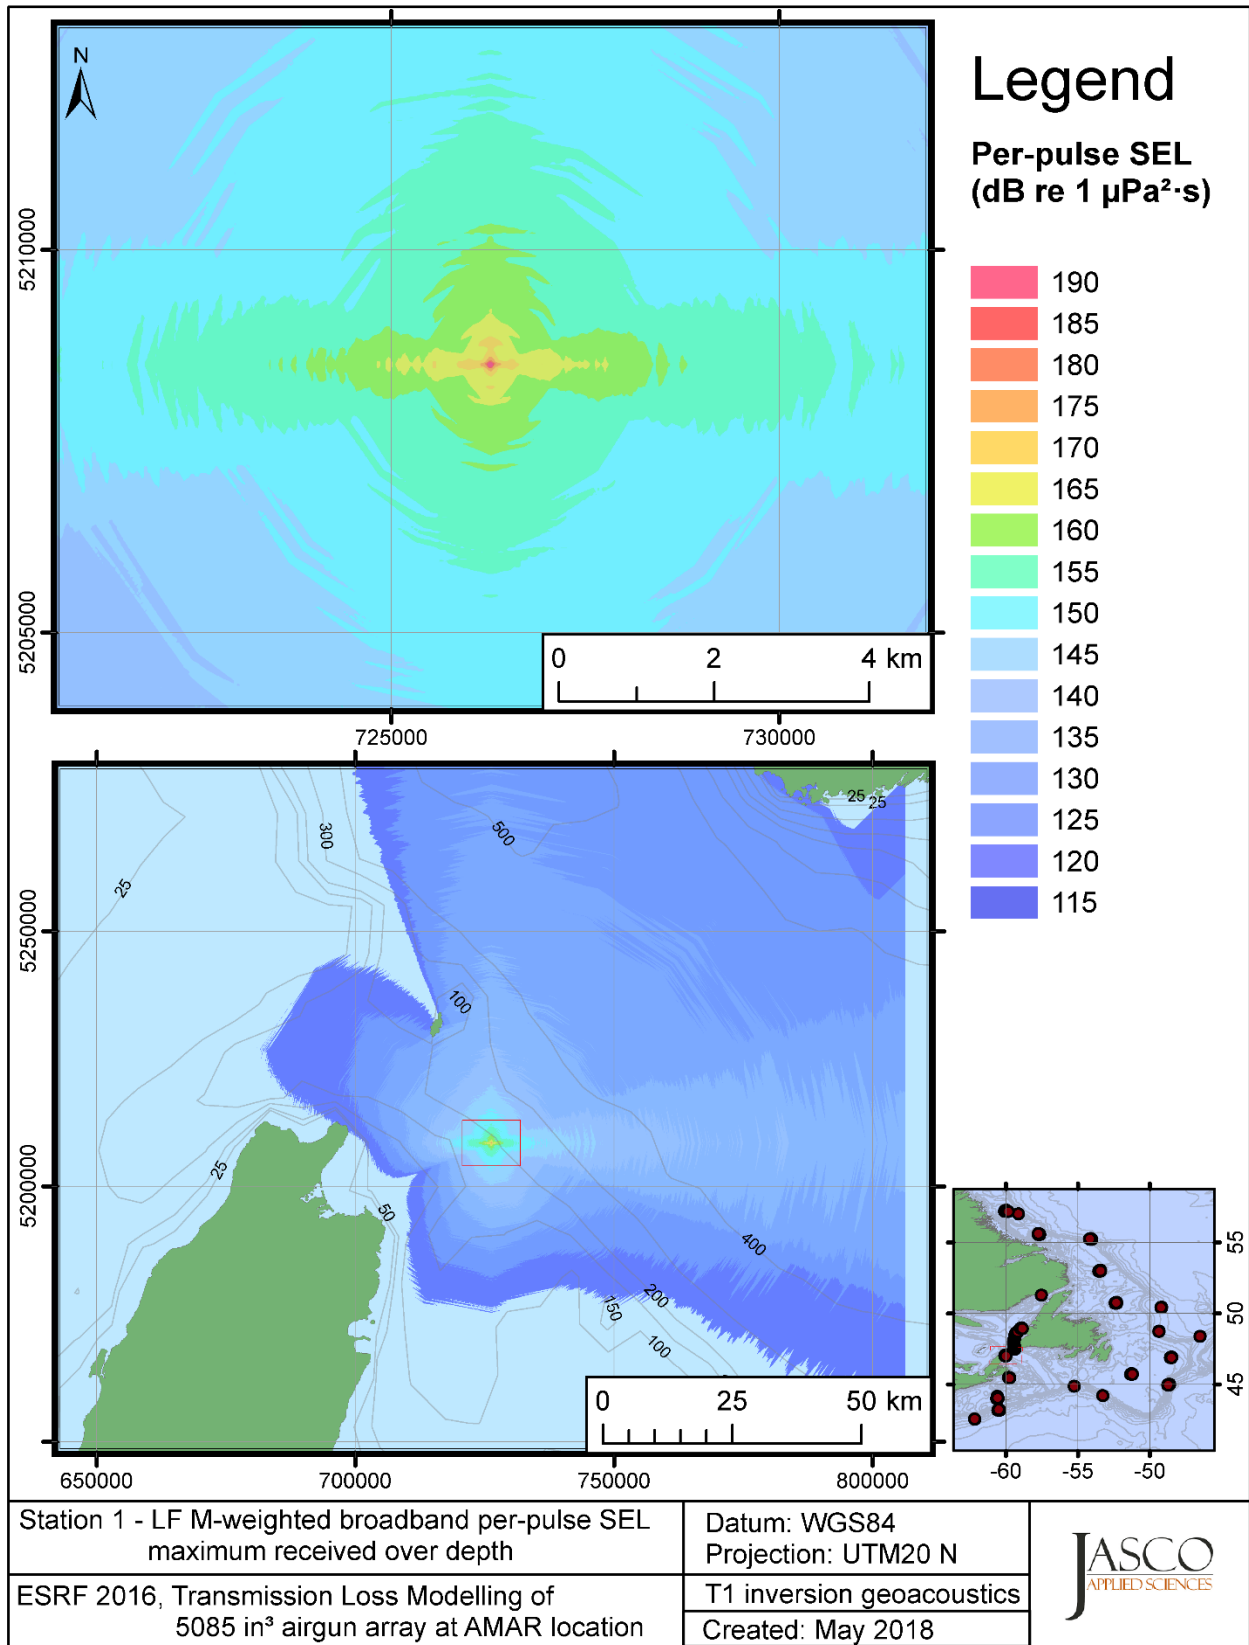 N
5210000
5205000
0 2 4 km
725000 730000
Legend
Per-pulse SEL
(dB re 1 µPa²·s)
190
185
180
175
170
165
160
155
150
145
140
135
130
125
120
115
25
300
500
25 25
100
25
50
400
200
150
100
5250000
5200000
0 25 50 km
650000 700000 750000 800000
55
50
45
-60 -55 -50
Station 1 - LF M-weighted broadband per-pulse SEL
maximum received over depth
ESRF 2016, Transmission Loss Modelling of
5085 in³ airgun array at AMAR location
Datum: WGS84
Projection: UTM20 N
T1 inversion geoacoustics
Created: May 2018
JASCO
APPLIED SCIENCES